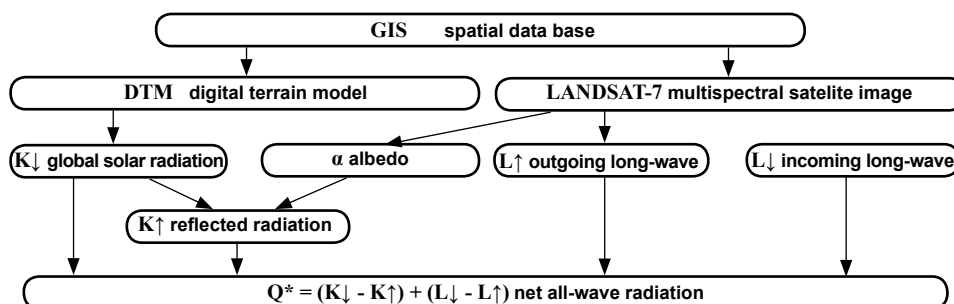 GIS spatial data base
DTM digital terrain model
LANDSAT-7 multispectral satelite image
K↓ global solar radiation
α albedo
L↑ outgoing long-wave
L↓ incoming long-wave
K↑ reflected radiation
Q* = (K↓ - K↑) + (L↓ - L↑) net all-wave radiation